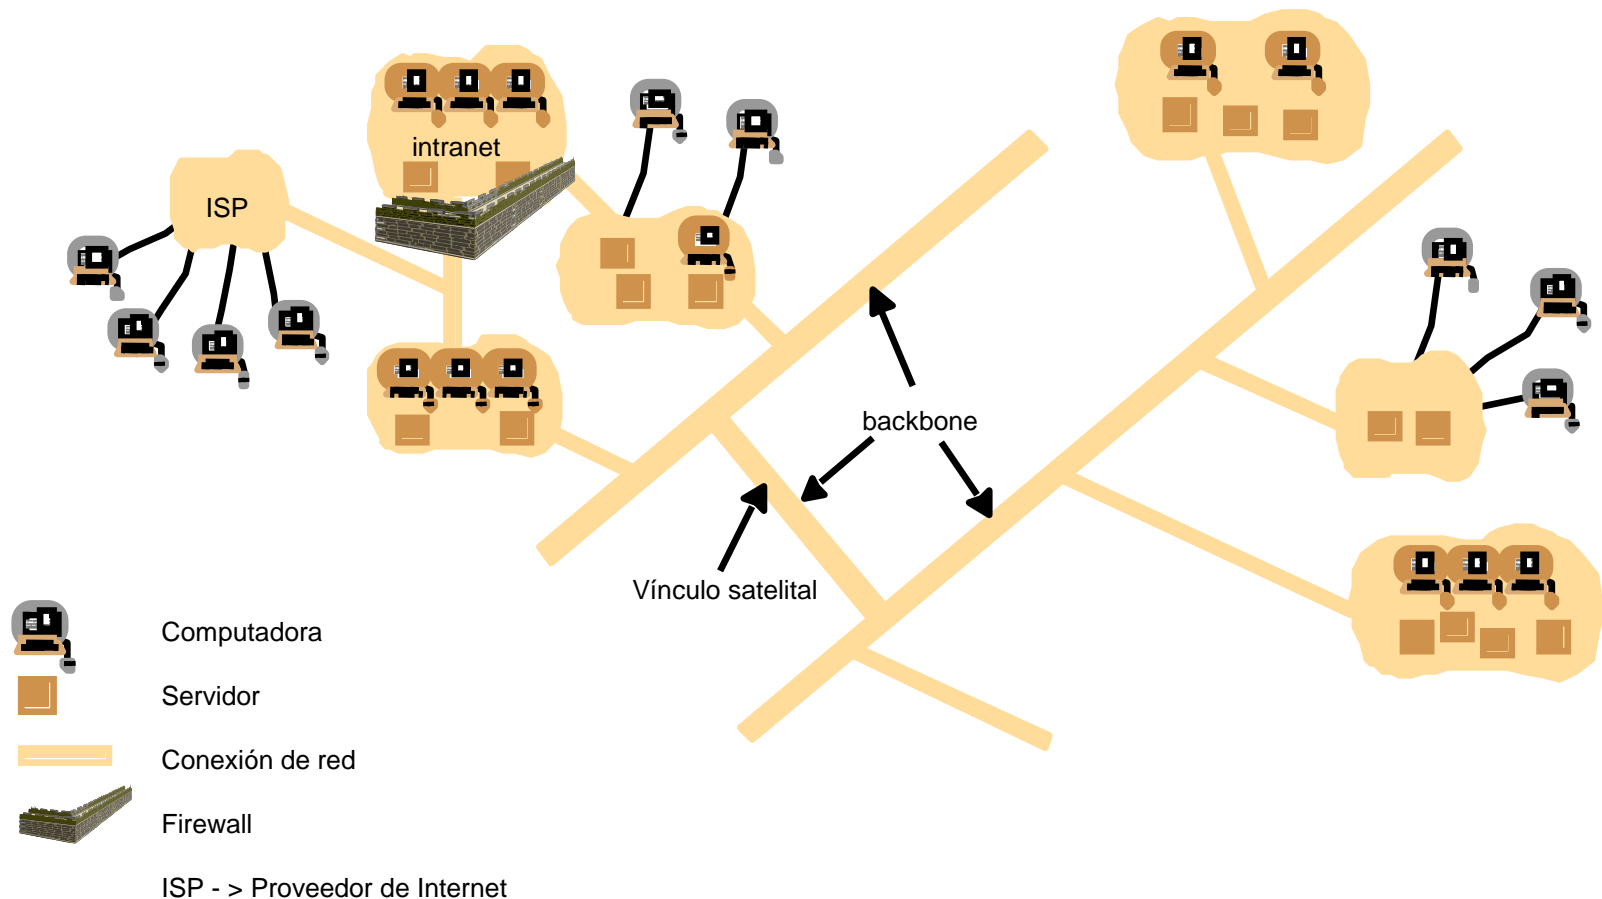 intranet
ISP
backbone
Vínculo satelital
Computadora
Servidor
Conexión de red
Firewall
ISP - > Proveedor de Internet